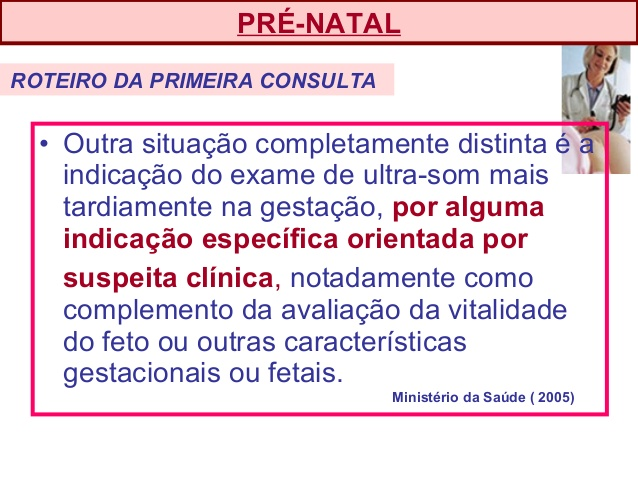 PRÉ-NATAL
ROTEIRO DA PRIMEIRA CONSULTA
• Outra situação completamente distinta é a
indicação do exame de ultra-som mais
tardiamente na gestação, por alguma
indicação específica orientada por
suspeita clínica, notadamente como
complemento da avaliação da vitalidade
do feto ou outras características
gestacionais ou fetais.
Ministério da Saúde ( 2005)